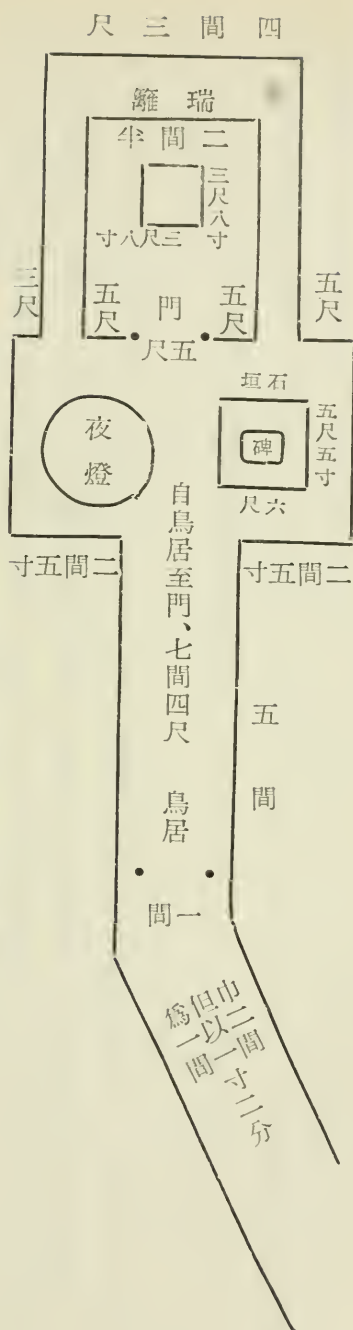 四間三尺
瑞籬
二間半
三尺八寸
三尺八寸
五尺
三尺
五尺
門
五尺
五尺
石垣
碑
五尺五寸
六尺
夜燈
二間五寸
二間五寸
自鳥居至門、七間四尺
五間
鳥居
一間
巾二間寸二分
但以一
爲一間